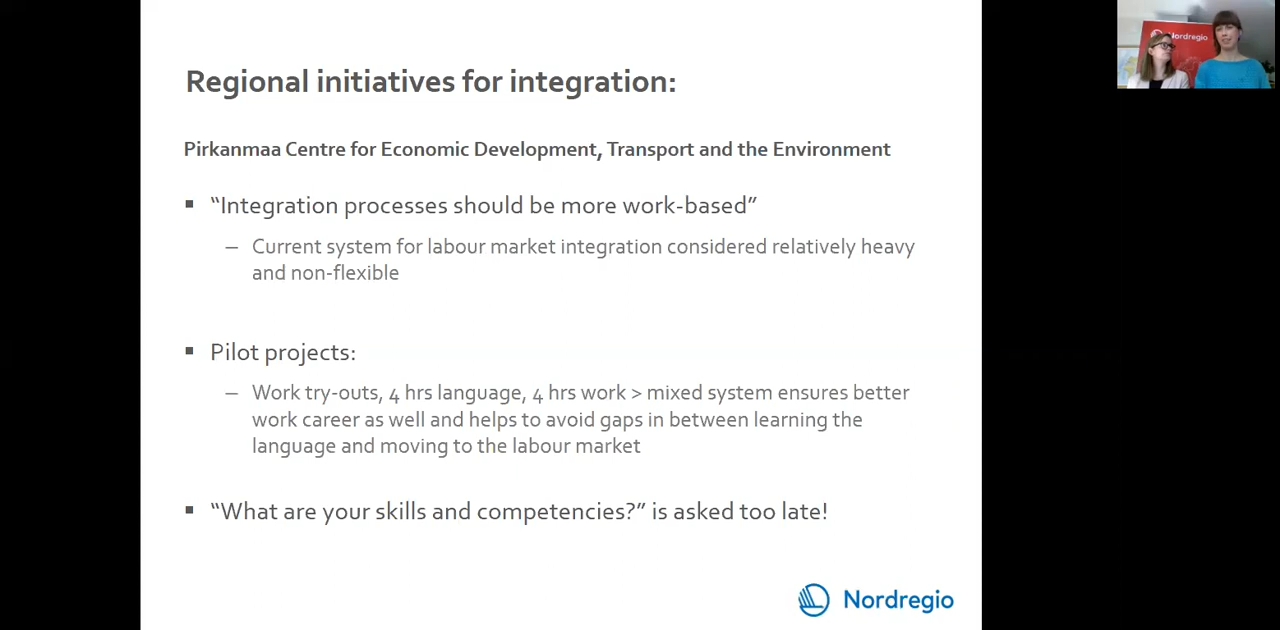 Nordregio
Regional initiatives for integration:
Pirkanmaa Centre for Economic Development, Transport and the Environment
▪ “Integration processes should be more work-based”
– Current system for labour market integration considered relatively heavy
and non-flexible
▪ Pilot projects:
– Work try-outs, 4 hrs language, 4 hrs work > mixed system ensures better
work career as well and helps to avoid gaps in between learning the
language and moving to the labour market
▪ “What are your skills and competencies?” is asked too late!
Nordregio